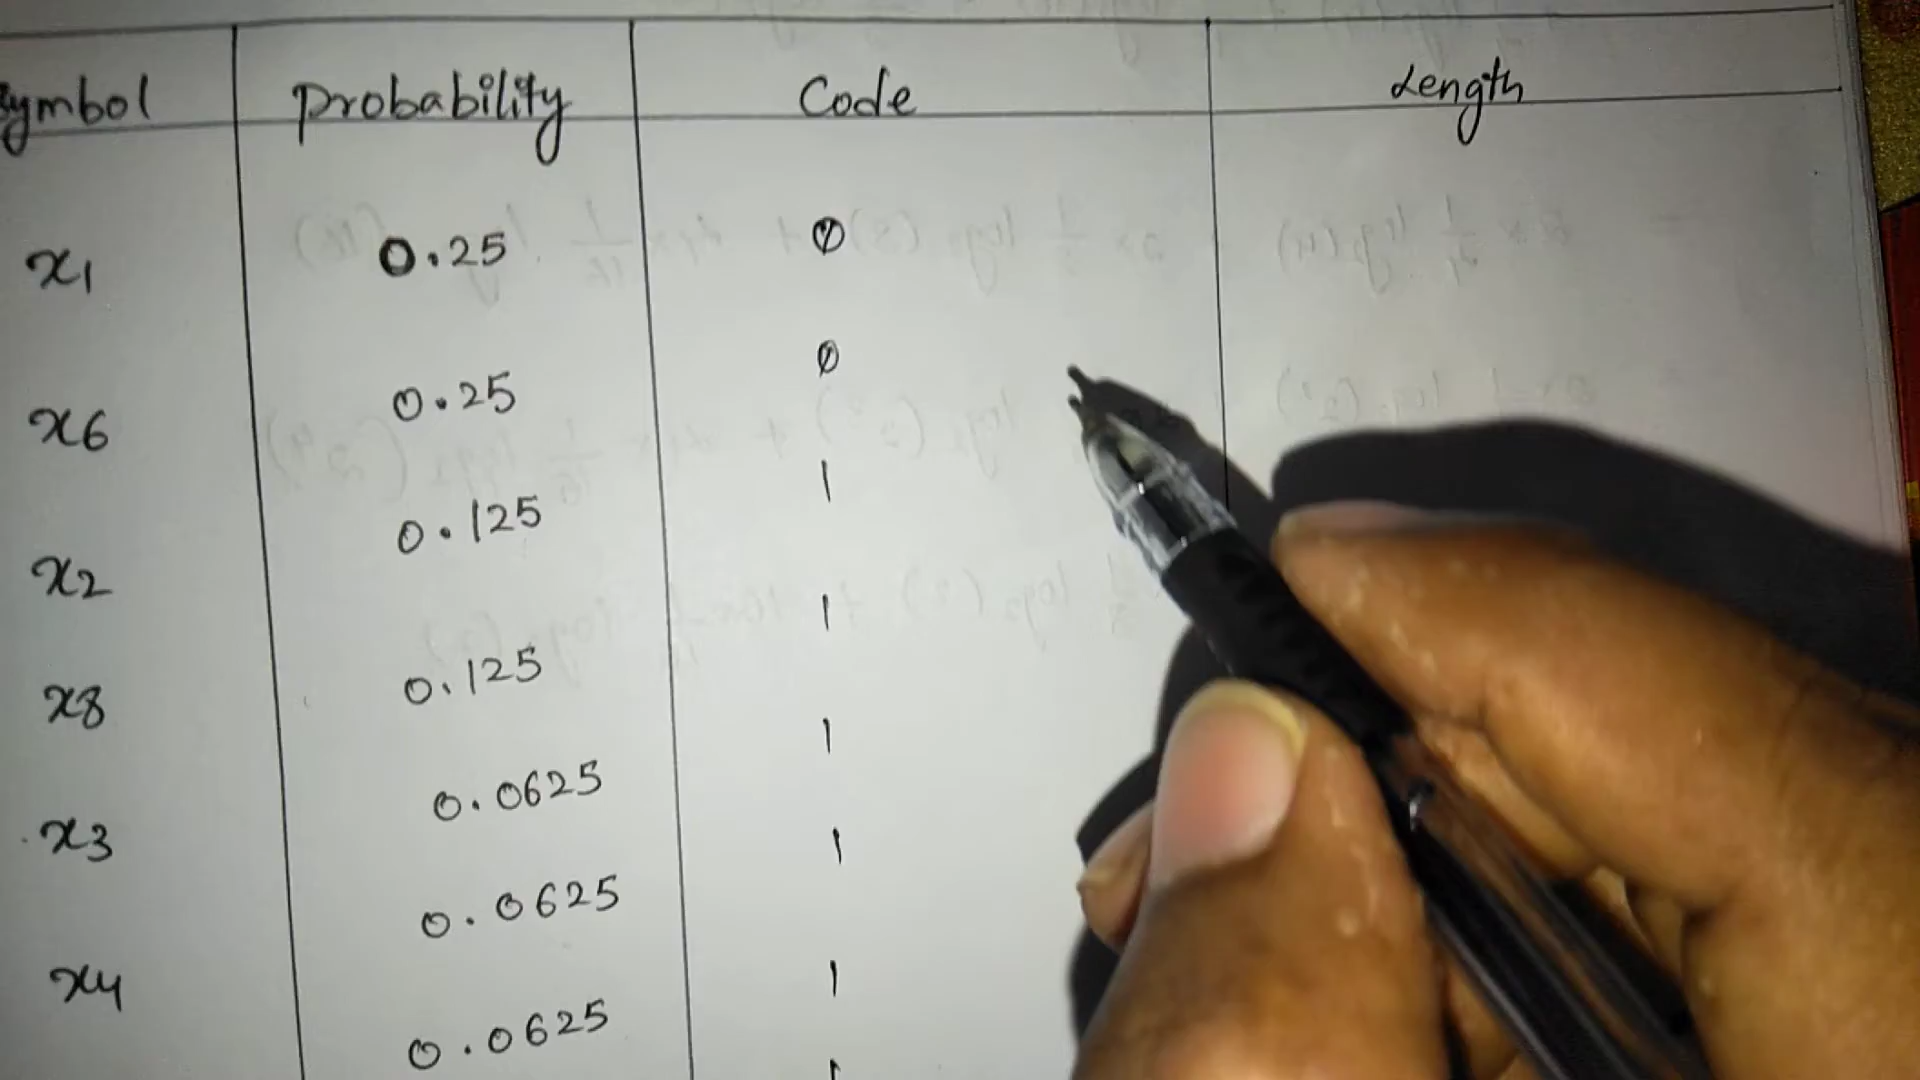 Symbol Probability Code Length
x1 0.25 0
x6 0.25 0
x2 0.125 1
x8 0.125 1
x3 0.0625 1
x4 0.0625 1
0.0625 1